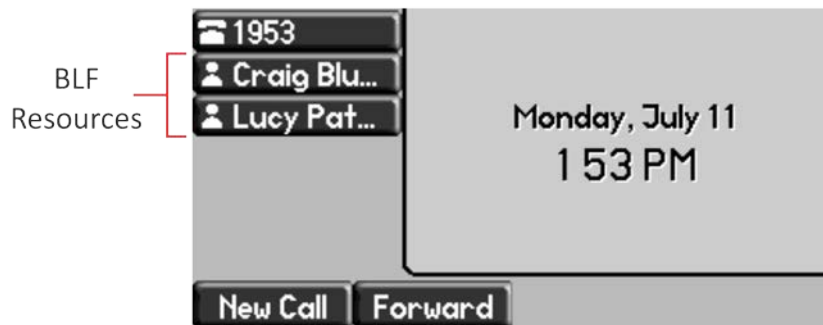 BLF
Resources
1953
Craig Blu...
Lucy Pat...
Monday, July 11
1 53 PM
New Call
Forward